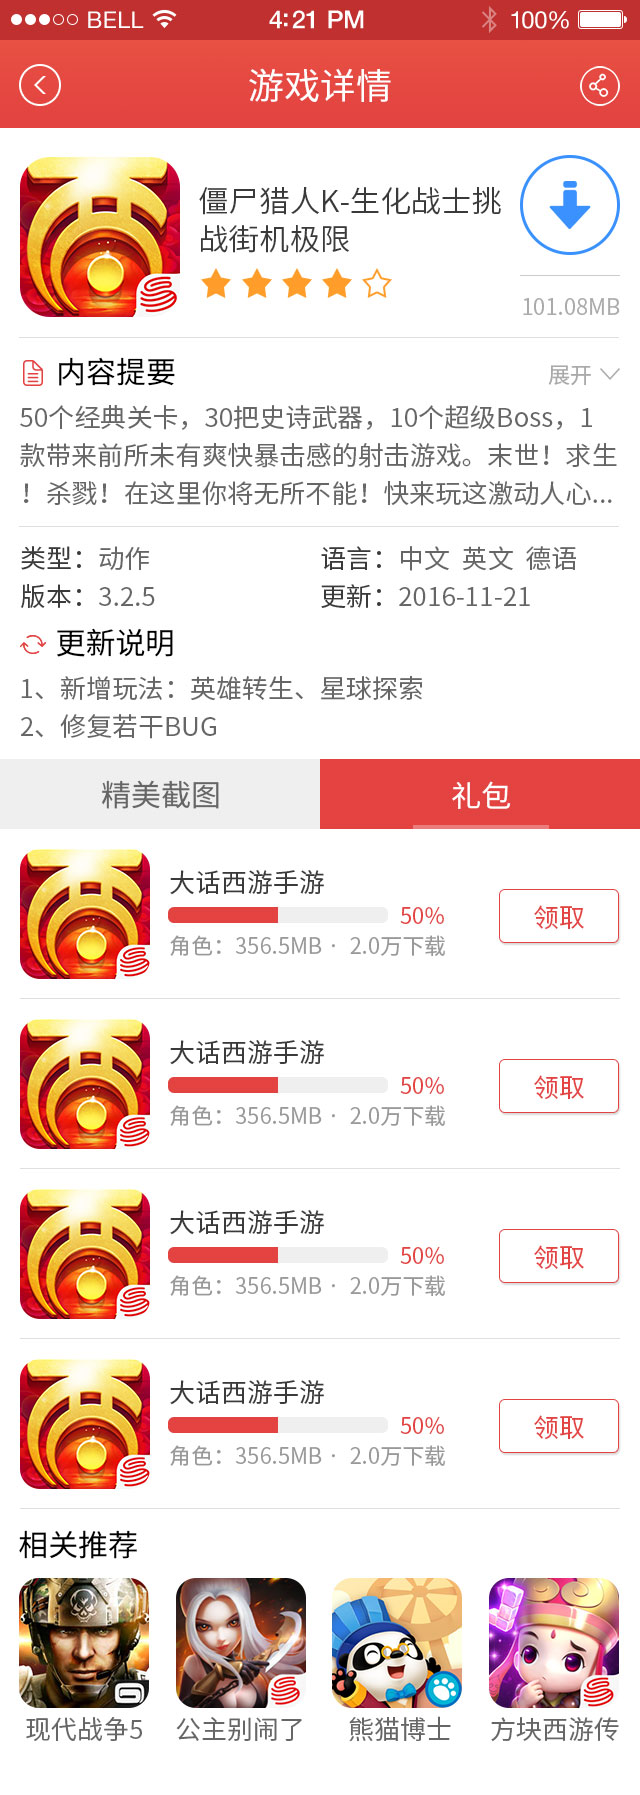 BELL 4:21 PM 100%
游戏详情
僵尸猎人K-生化战士挑
战街机极限
101.08MB
内容提要 展开
50个经典关卡，30把史诗武器，10个超级Boss，1
款带来前所未有爽快暴击感的射击游戏。末世！求生
！杀戮！在这里你将无所不能！快来玩这激动人心...
类型：动作 语言：中文 英文 德语
版本：3.2.5 更新：2016-11-21
更新说明
1、新增玩法：英雄转生、星球探索
2、修复若干BUG
精美截图 礼包
大话西游手游
50%
领取
角色：356.5MB · 2.0万下载
大话西游手游
50%
领取
角色：356.5MB · 2.0万下载
大话西游手游
50%
领取
角色：356.5MB · 2.0万下载
大话西游手游
50%
领取
角色：356.5MB · 2.0万下载
相关推荐
现代战争5 公主别闹了 熊猫博士 方块西游传